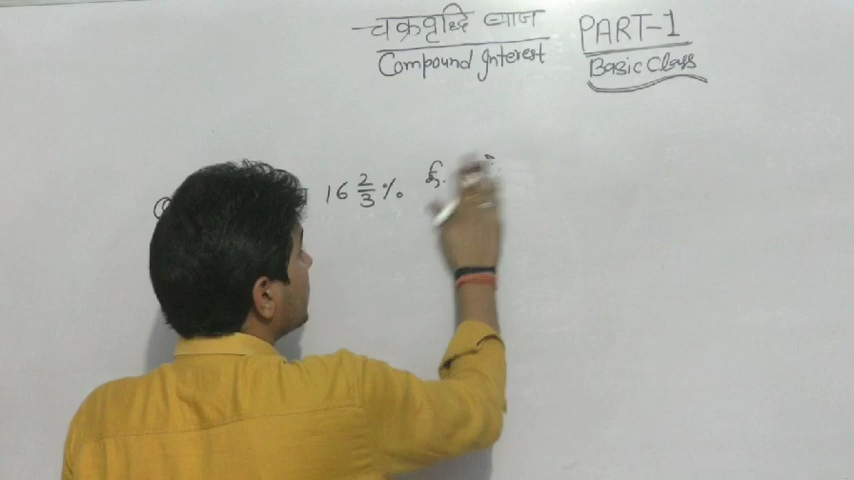 चक्रवृद्धि ब्याज
Compound Interest
PART-1
Basic Class
16 2/3 %